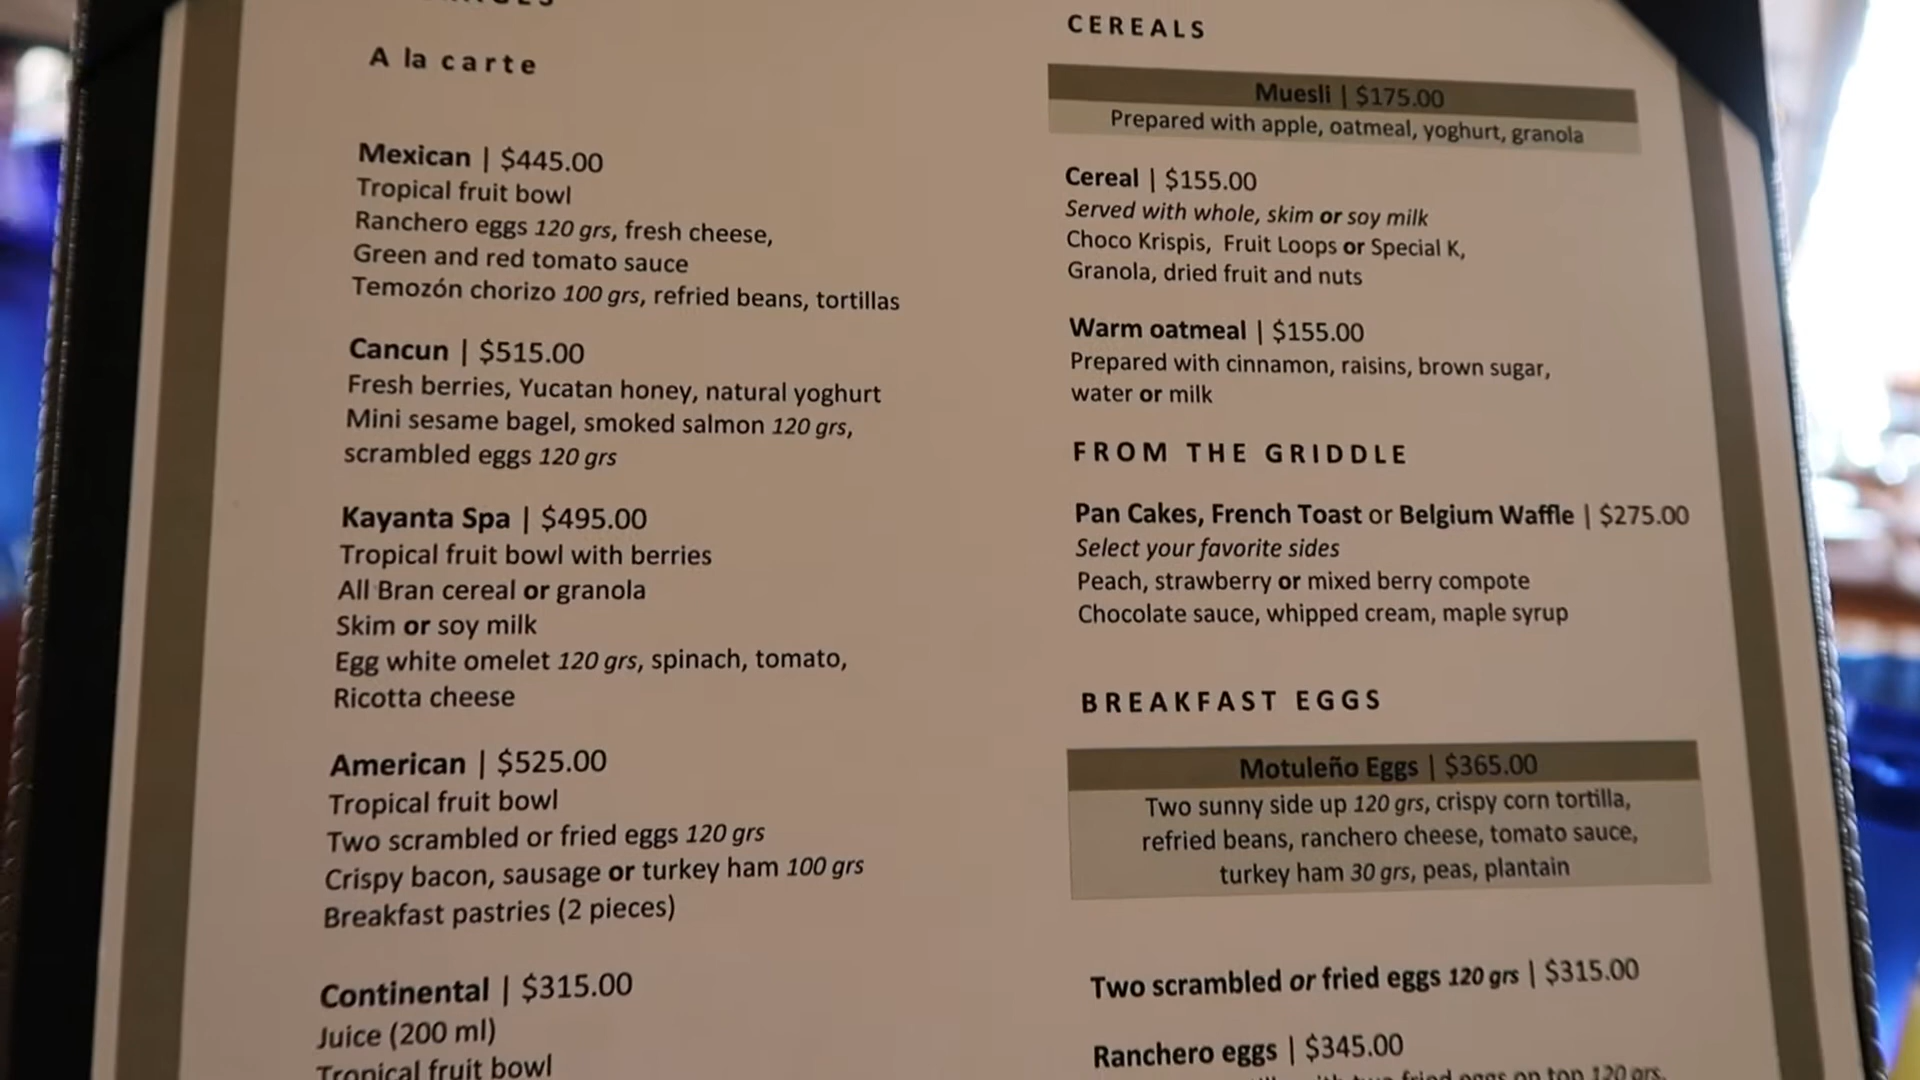 A la carte
Mexican | $445.00
Tropical fruit bowl
Ranchero eggs 120 grs, fresh cheese,
Green and red tomato sauce
Temozón chorizo 100 grs, refried beans, tortillas
Cancun | $515.00
Fresh berries, Yucatan honey, natural yoghurt
Mini sesame bagel, smoked salmon 120 grs,
scrambled eggs 120 grs
Kayanta Spa | $495.00
Tropical fruit bowl with berries
All Bran cereal or granola
Skim or soy milk
Egg white omelet 120 grs, spinach, tomato,
Ricotta cheese
American | $525.00
Tropical fruit bowl
Two scrambled or fried eggs 120 grs
Crispy bacon, sausage or turkey ham 100 grs
Breakfast pastries (2 pieces)
Continental | $315.00
Juice (200 ml)
Tropical fruit bowl
CEREALS
Muesli | $175.00
Prepared with apple, oatmeal, yoghurt, granola
Cereal | $155.00
Served with whole, skim or soy milk
Choco Krispis, Fruit Loops or Special K,
Granola, dried fruit and nuts
Warm oatmeal | $155.00
Prepared with cinnamon, raisins, brown sugar,
water or milk
FROM THE GRIDDLE
Pan Cakes, French Toast or Belgium Waffle | $275.00
Select your favorite sides
Peach, strawberry or mixed berry compote
Chocolate sauce, whipped cream, maple syrup
BREAKFAST EGGS
Motuleño Eggs | $365.00
Two sunny side up 120 grs, crispy corn tortilla,
refried beans, ranchero cheese, tomato sauce,
turkey ham 30 grs, peas, plantain
Two scrambled or fried eggs 120 grs | $315.00
Ranchero eggs | $345.00
with two fried eggs on top 120 grs,